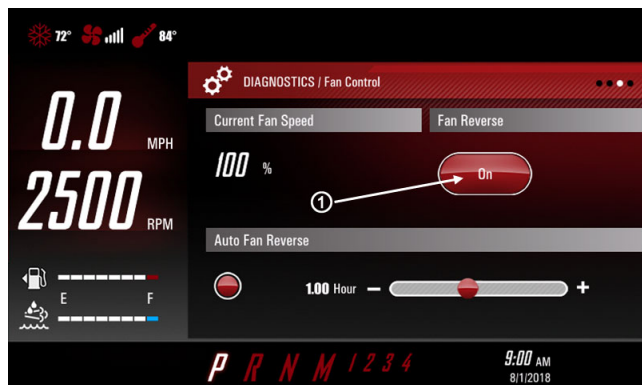 72° 84°
DIAGNOSTICS / Fan Control
0.0 MPH
2500 RPM
Current Fan Speed
Fan Reverse
100 %
On
1
Auto Fan Reverse
1.00 Hour − +
E F
P R N M 1 2 3 4
9:00 AM
8/1/2018